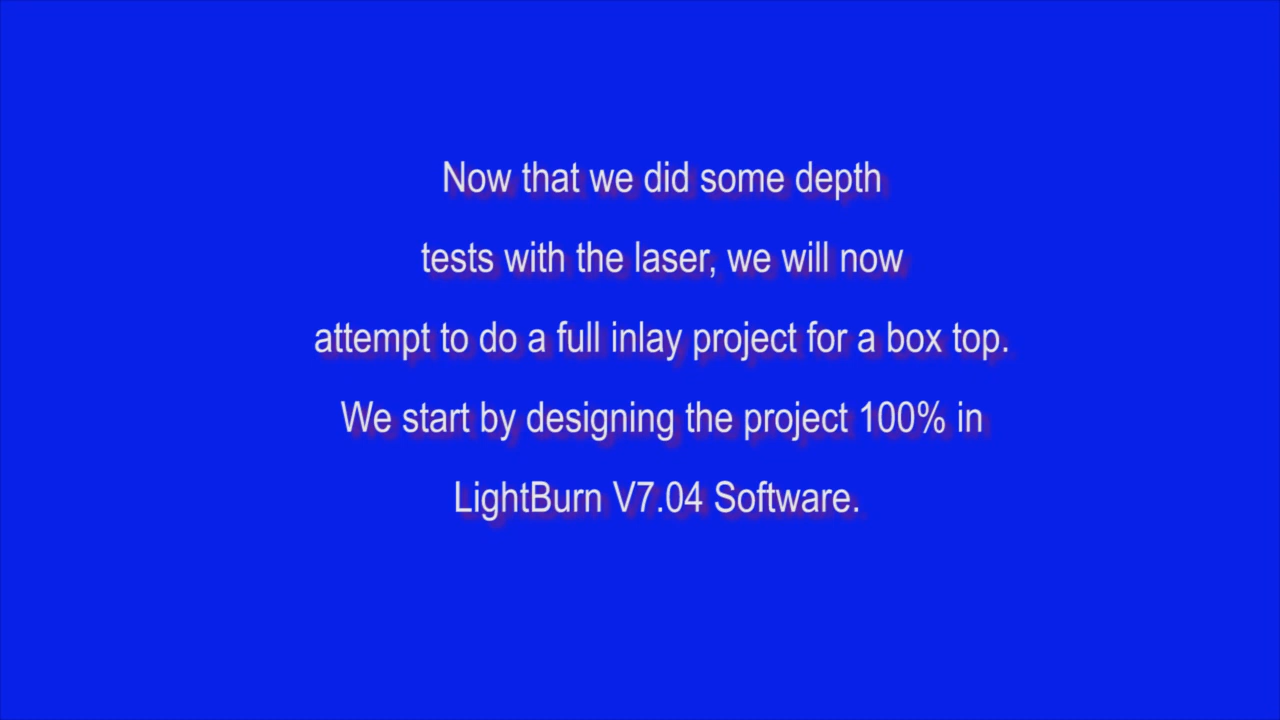 Now that we did some depth
tests with the laser, we will now
attempt to do a full inlay project for a box top.
We start by designing the project 100% in
LightBurn V7.04 Software.